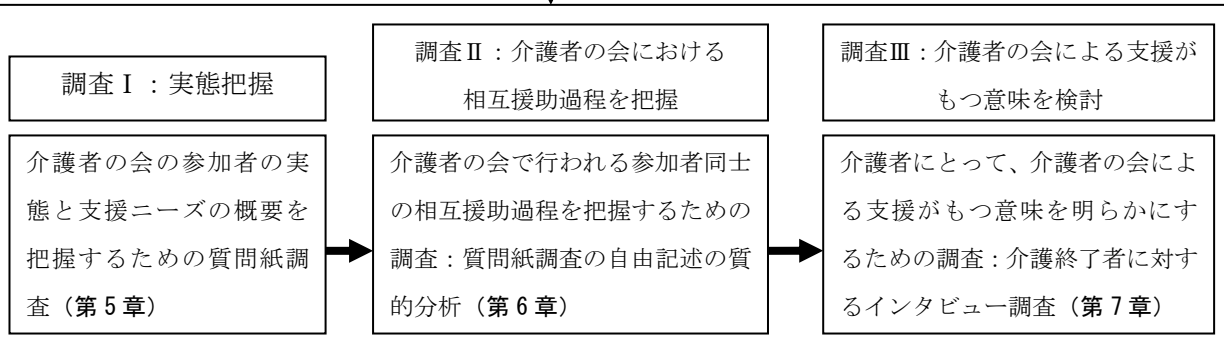 調査Ⅰ：実態把握
調査Ⅱ：介護者の会における
相互援助過程を把握
調査Ⅲ：介護者の会による支援が
もつ意味を検討
介護者の会の参加者の実
態と支援ニーズの概要を
把握するための質問紙調
査（第5章）
介護者の会で行われる参加者同士
の相互援助過程を把握するための
調査：質問紙調査の自由記述の質
的分析（第6章）
介護者にとって、介護者の会によ
る支援がもつ意味を明らかにす
るための調査：介護終了者に対す
るインタビュー調査（第7章）